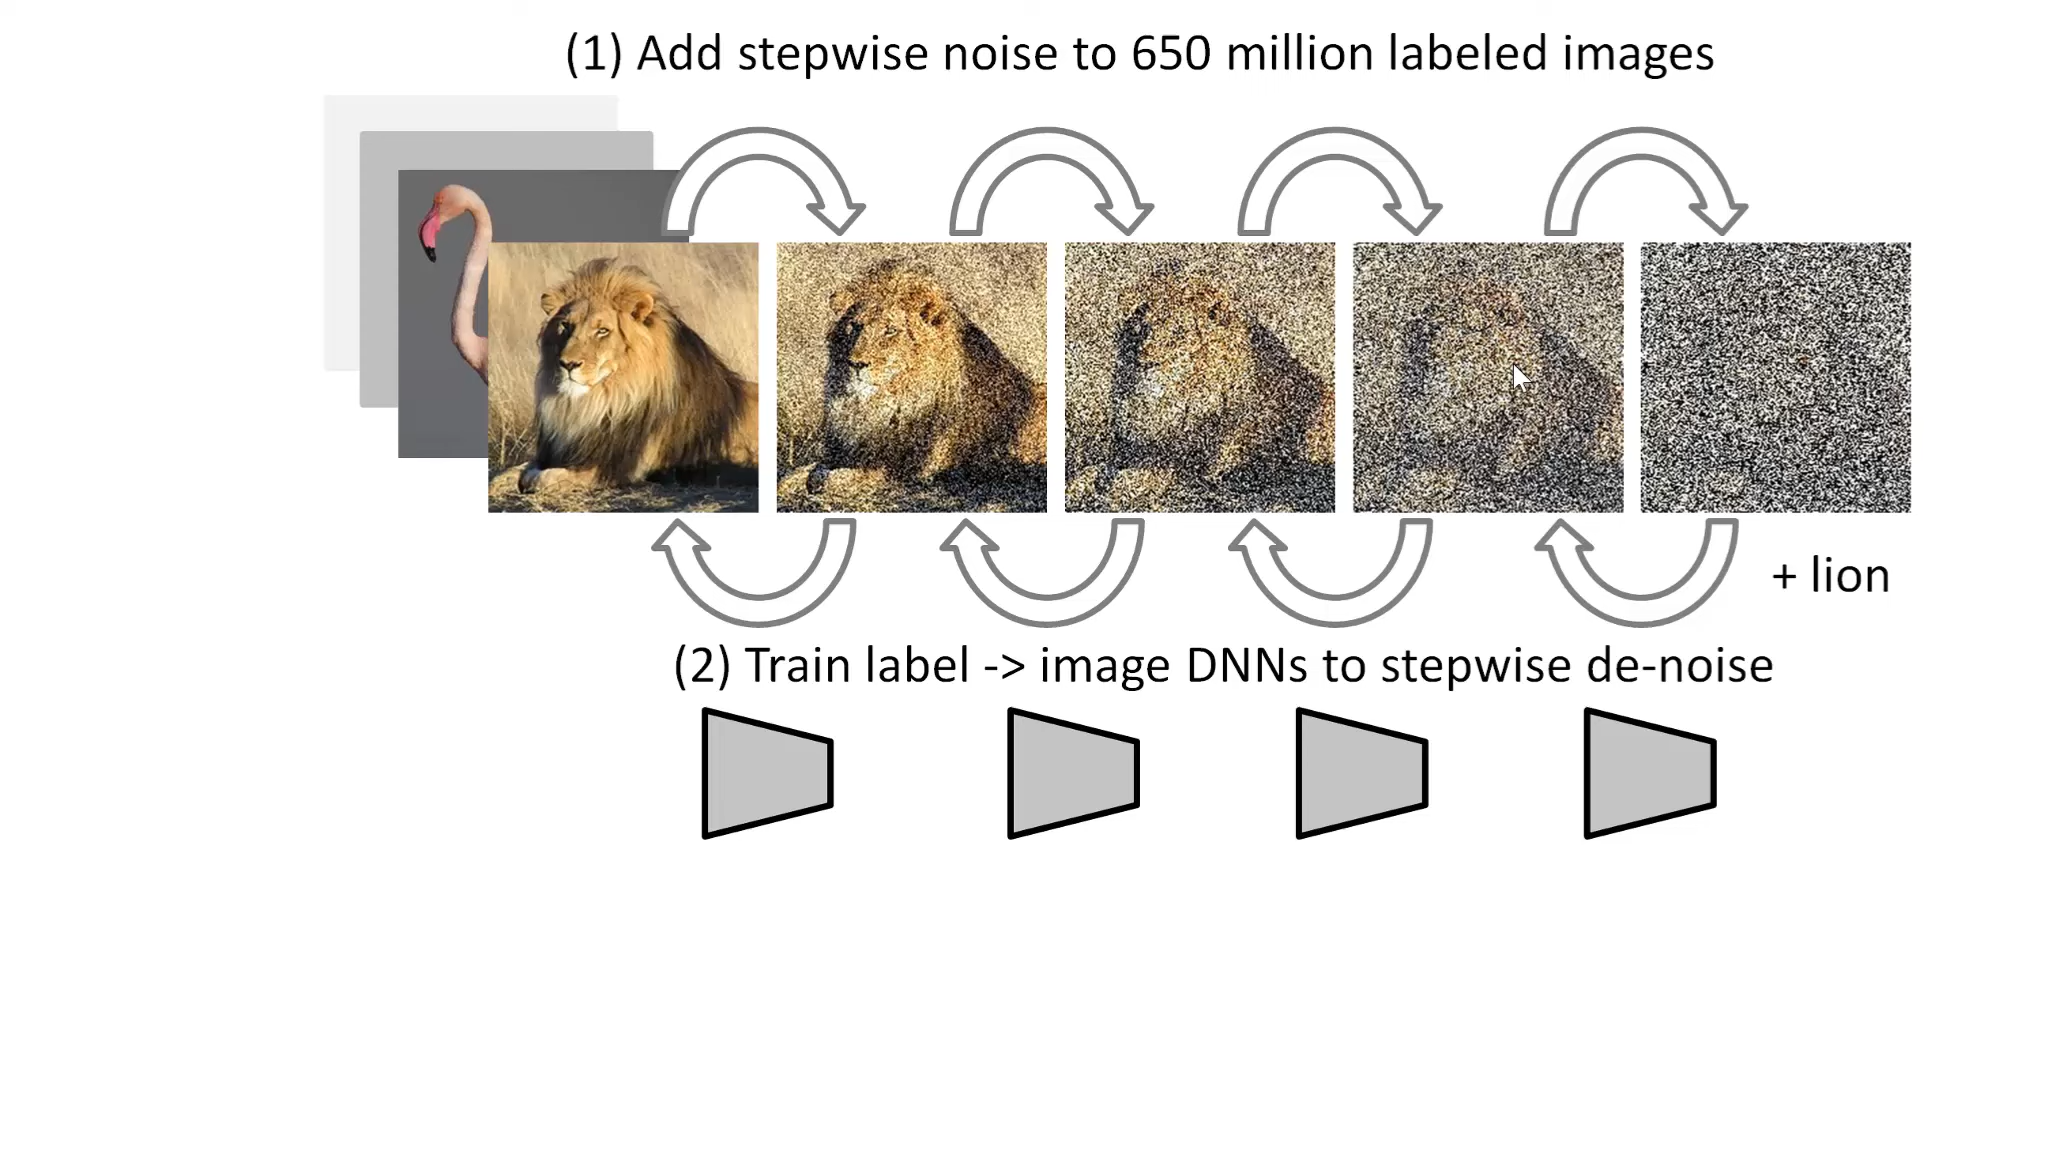 (1) Add stepwise noise to 650 million labeled images
+ lion
(2) Train label -> image DNNs to stepwise de-noise